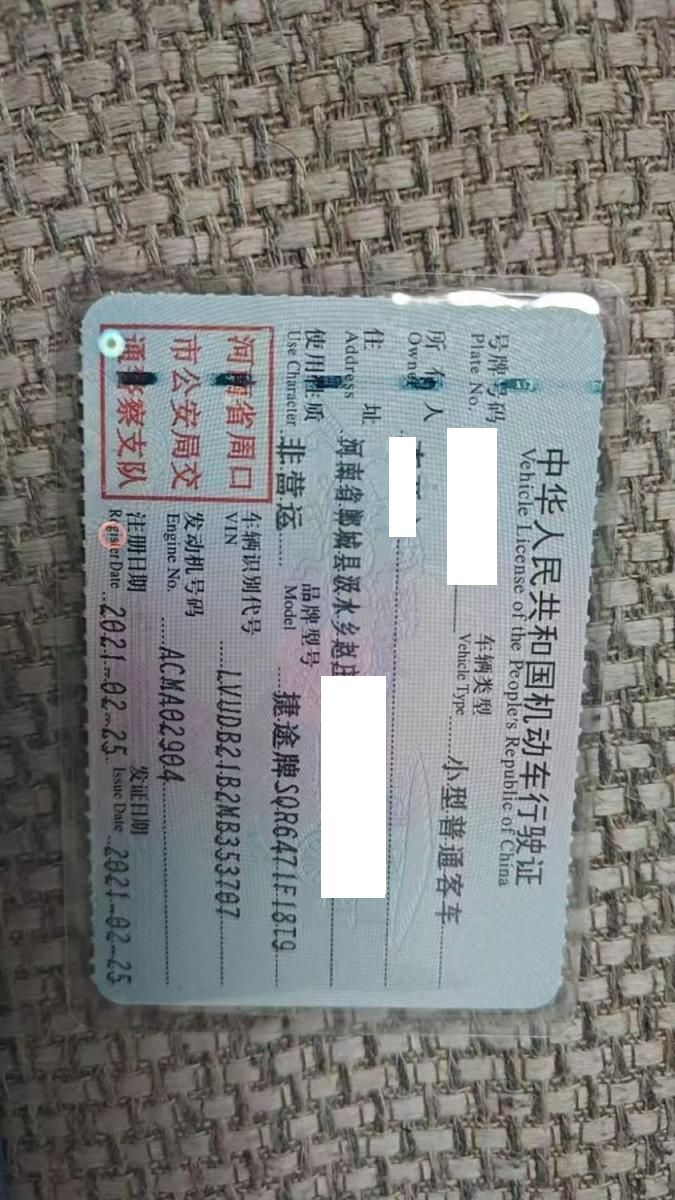 中华人民共和国机动车行驶证
Vehicle License of the People's Republic of China
号牌号码
Plate No.
车辆类型
Vehicle Type
小型普通客车
所有人
Owner
住址
Address
河南省郸城县汲水乡赵庄
使用性质
Use Character
非营运
品牌型号
Model
捷途牌SQR6471F18T9
河南省周口
市公安局交
通警察支队
车辆识别代号
VIN
LVUDB21B2MB353707
发动机号码
Engine No.
ACMA02904
注册日期
Register Date
2021-02-25
发证日期
Issue Date
2021-02-25